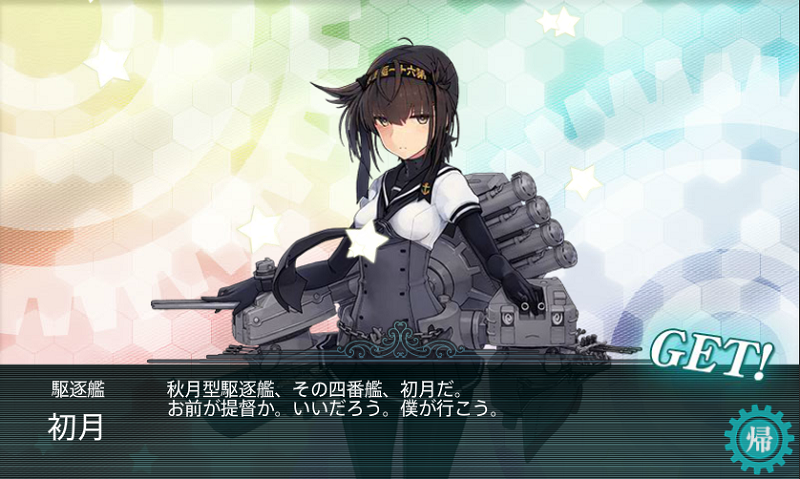 GET!
駆逐艦
初月
秋月型駆逐艦、その四番艦、初月だ。
お前が提督か。いいだろう。僕が行こう。
帰